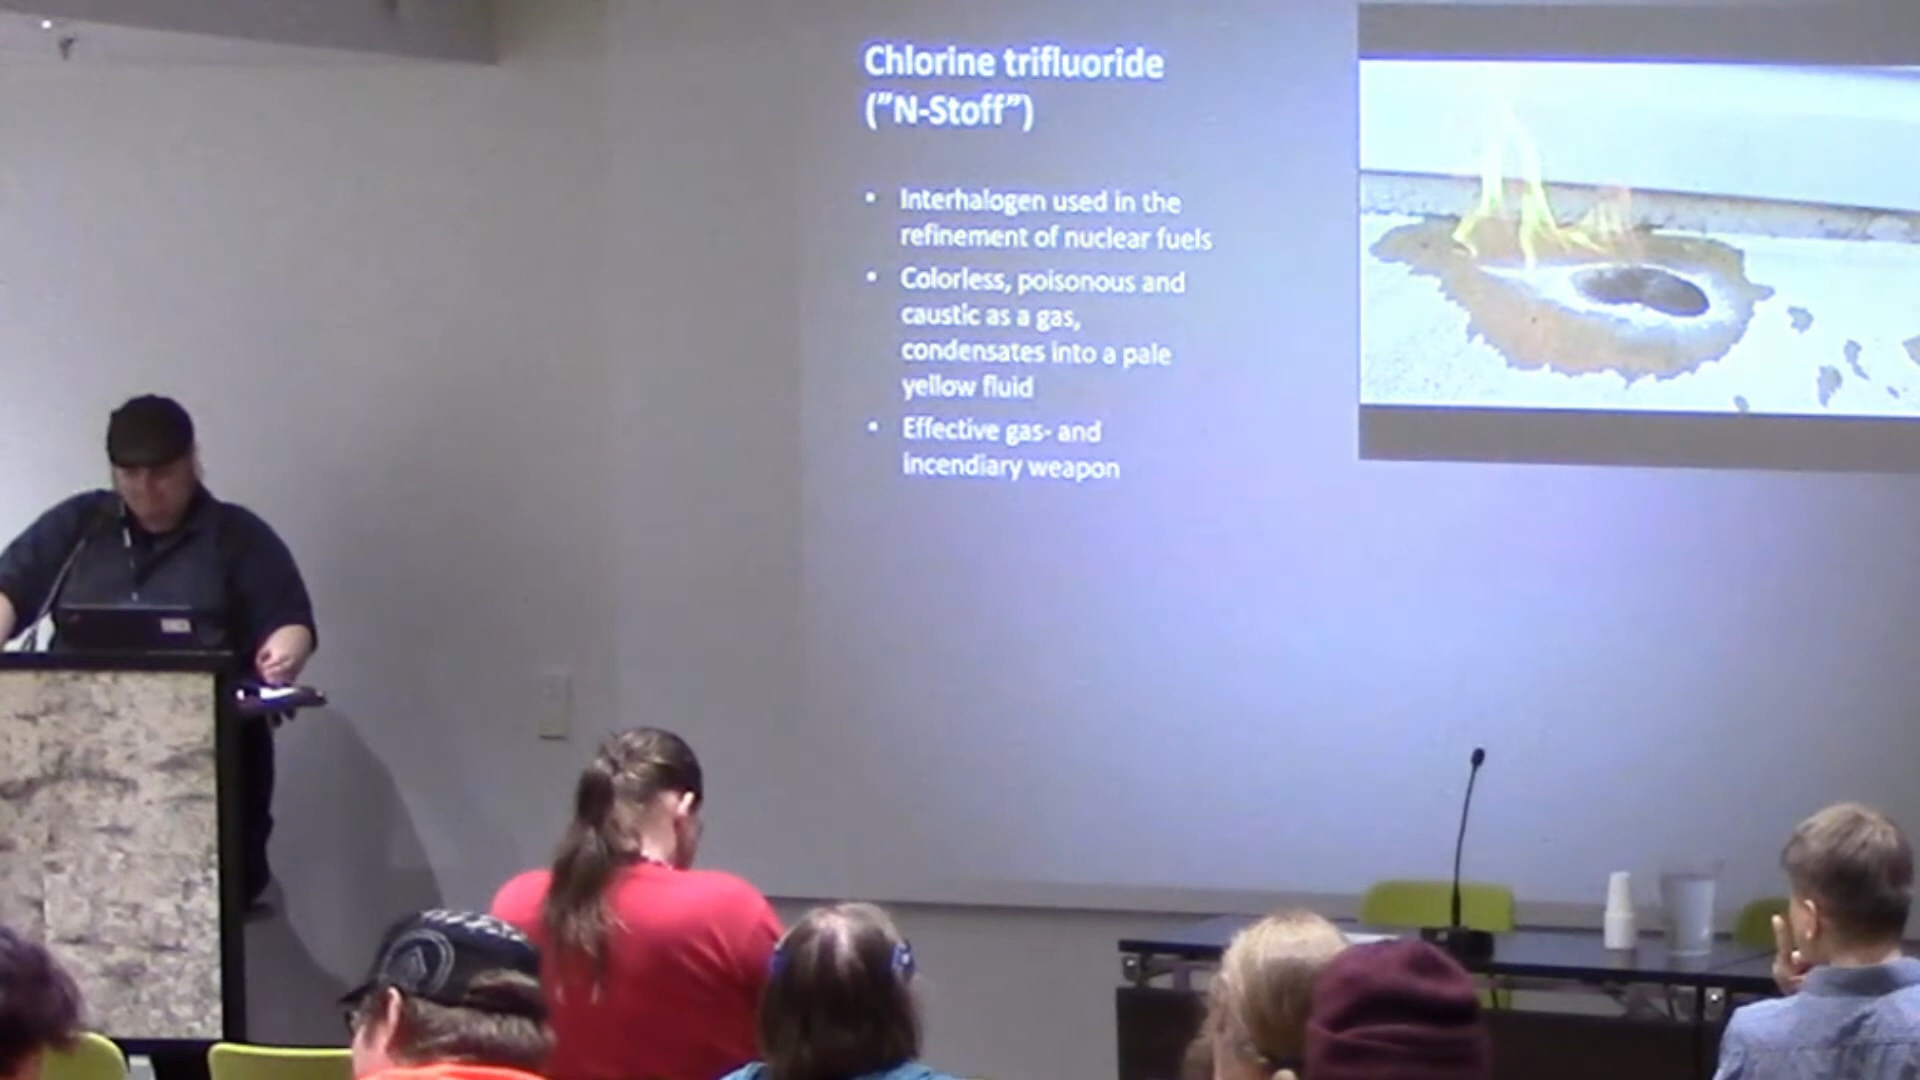 Chlorine trifluoride
("N-Stoff")
• Interhalogen used in the
refinement of nuclear fuels
• Colorless, poisonous and
caustic as a gas,
condensates into a pale
yellow fluid
• Effective gas- and
incendiary weapon